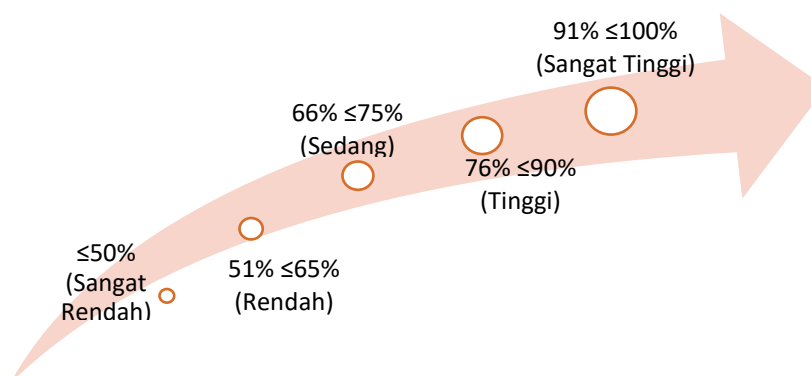 ≤50%
(Sangat
Rendah)
51% ≤65%
(Rendah)
66% ≤75%
(Sedang)
76% ≤90%
(Tinggi)
91% ≤100%
(Sangat Tinggi)